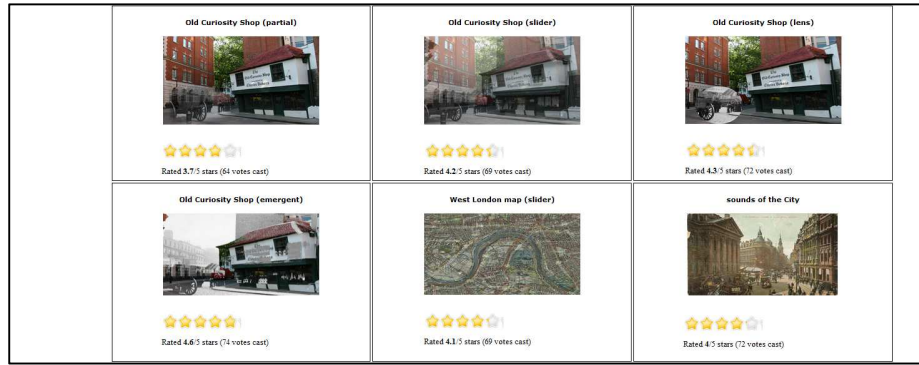 Old Curiosity Shop (partial)
Old Curiosity Shop (slider)
Old Curiosity Shop (lens)
Rated 3.7/5 stars (64 votes cast)
Rated 4.2/5 stars (69 votes cast)
Rated 4.3/5 stars (72 votes cast)
Old Curiosity Shop (emergent)
West London map (slider)
sounds of the City
Rated 4.6/5 stars (74 votes cast)
Rated 4.1/5 stars (69 votes cast)
Rated 4/5 stars (72 votes cast)